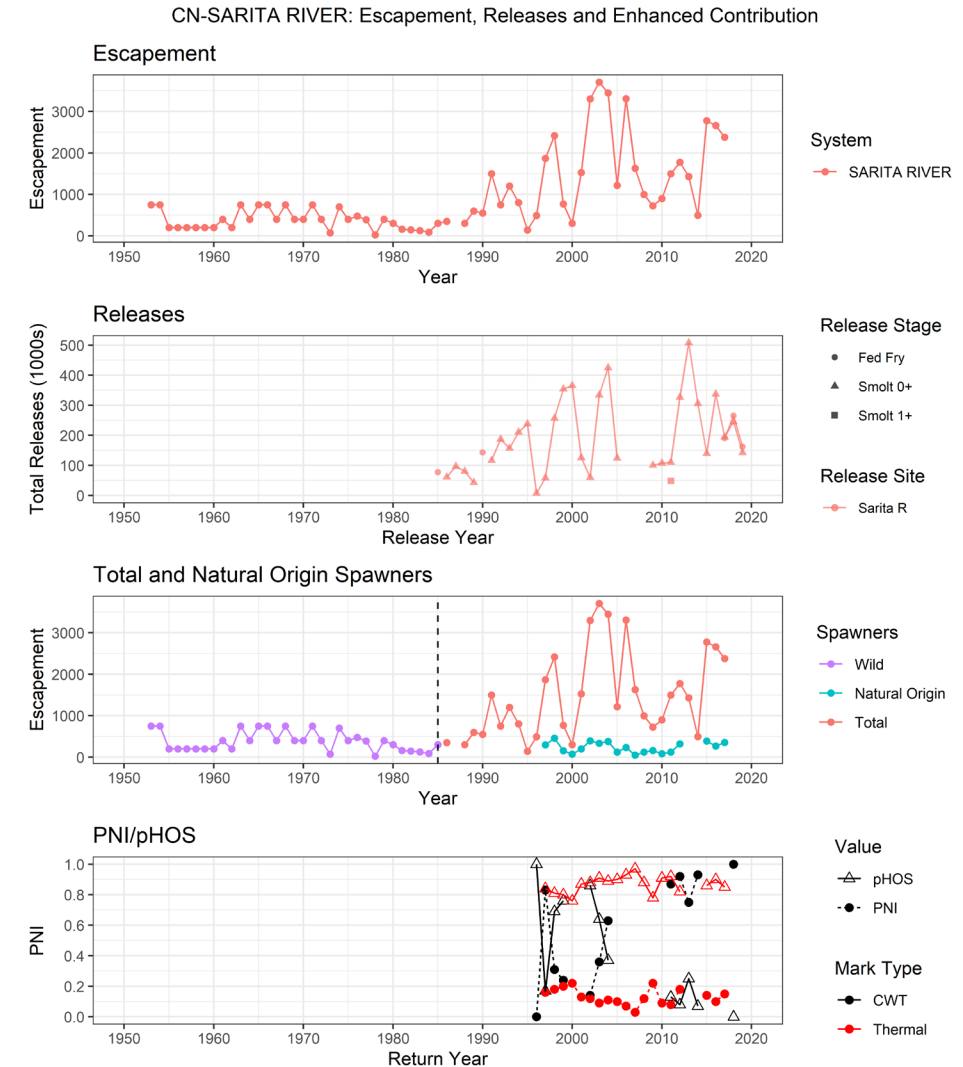 CN-SARITA RIVER: Escapement, Releases and Enhanced Contribution
Escapement
Escapement
3000
2000
1000
0
1950 1960 1970 1980 1990 2000 2010 2020
Year
System
SARITA RIVER
Releases
Total Releases (1000s)
500
400
300
200
100
0
1950 1960 1970 1980 1990 2000 2010 2020
Release Year
Release Stage
Fed Fry
Smolt 0+
Smolt 1+
Release Site
Sarita R
Total and Natural Origin Spawners
Escapement
3000
2000
1000
0
1950 1960 1970 1980 1990 2000 2010 2020
Year
Spawners
Wild
Natural Origin
Total
PNI/pHOS
PNI
1.0
0.8
0.6
0.4
0.2
0.0
1950 1960 1970 1980 1990 2000 2010 2020
Return Year
Value
pHOS
PNI
Mark Type
CWT
Thermal